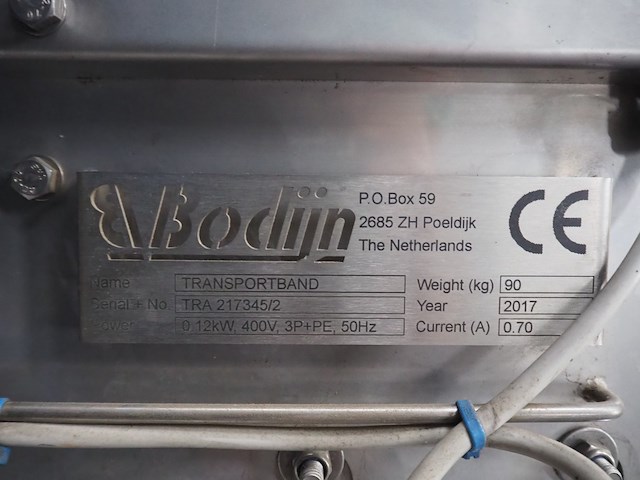 Bodijn
P.O.Box 59
2685 ZH Poeldijk
The Netherlands
CE
Name TRANSPORTBAND Weight (kg) 90
Serial + No TRA 217345/2 Year 2017
Power 0,12kW, 400V, 3P+PE, 50Hz Current (A) 0.70